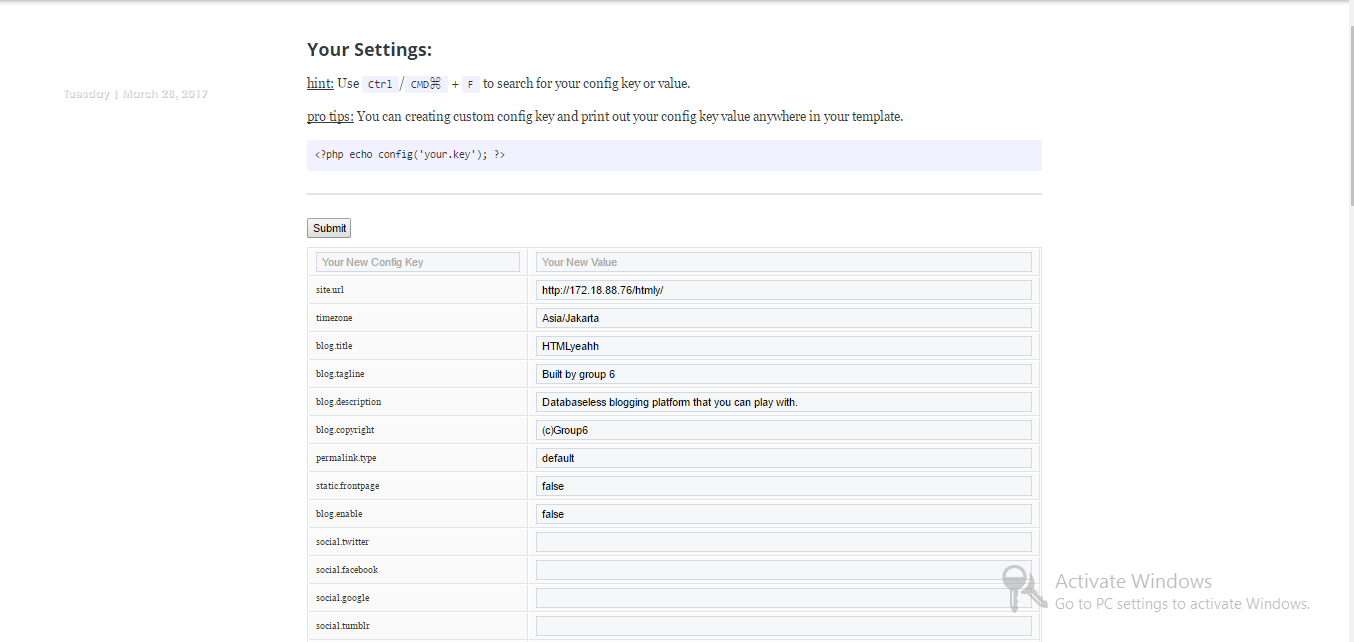 Your Settings:
hint: Use Ctrl / CMD⌘ + F to search for your config key or value.
Tuesday | March 28, 2017
pro tips: You can creating custom config key and print out your config key value anywhere in your template.
<?php echo config('your.key'); ?>
Submit
Your New Config Key Your New Value
site.url http://172.18.88.76/htmly/
timezone Asia/Jakarta
blog.title HTMLyeahh
blog.tagline Built by group 6
blog.description Databaseless blogging platform that you can play with.
blog.copyright (c)Group6
permalink.type default
static.frontpage false
blog.enable false
social.twitter
social.facebook
social.google
social.tumblr
Activate Windows
Go to PC settings to activate Windows.